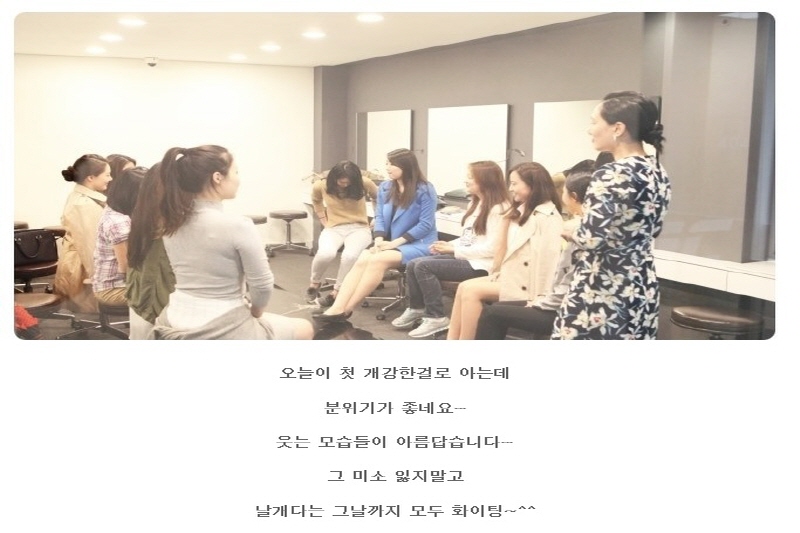 오늘이 첫 개강한걸로 아는데
분위기가 좋네요~
웃는 모습들이 아름답습니다~
그 미소 잃지말고
날개다는 그날까지 모두 화이팅~^^